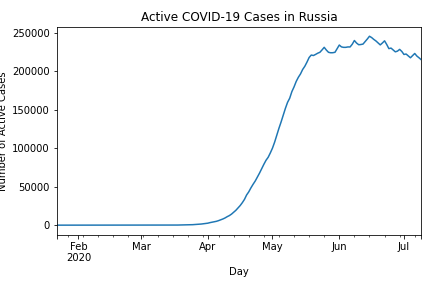 Active COVID-19 Cases in Russia
Number of Active Cases
250000
200000
150000
100000
50000
0
Feb
2020
Mar
Apr
May
Jun
Jul
Day